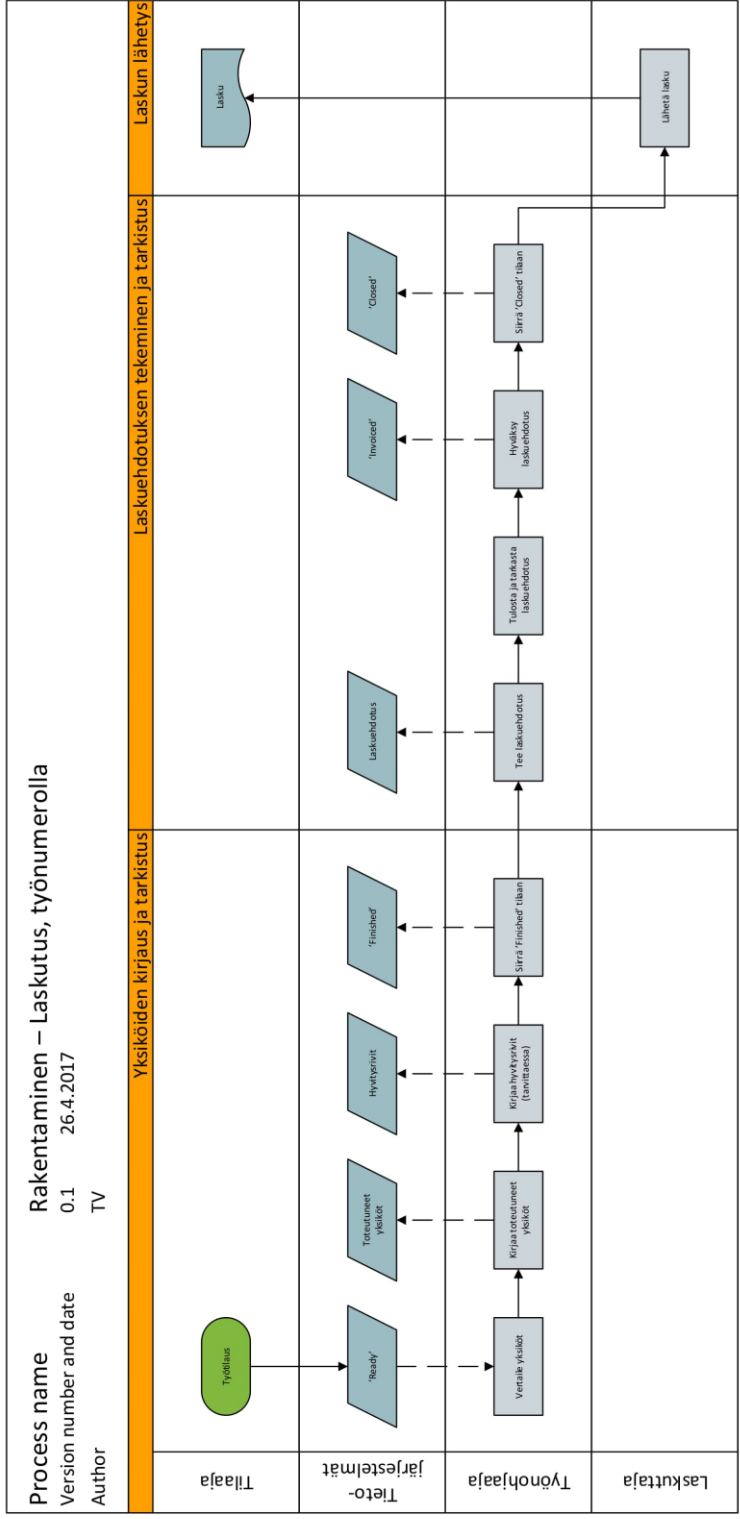 Process name Rakentaminen – Laskutus, työnumerolla
Version number and date 0.1 26.4.2017
Author TV
Yksiköiden kirjaus ja tarkistus
Laskuehdotuksen tekeminen ja tarkistus
Laskun lähetys
Tilaaja
Työtilaus
Lasku
Tieto-
järjestelmät
'Ready'
Toteutuneet
yksiköt
Hyvitysrivit
'Finished'
Laskuehdotus
'Invoiced'
'Closed'
Työnohjaaja
Vertaile yksiköt
Kirjaa toteutuneet
yksiköt
Kirjaa hyvitysrivit
(tarvittaessa)
Siirrä 'Finished' tilaan
Tee laskuehdotus
Tulosta ja tarkasta
laskuehdotus
Hyväksy
laskuehdotus
Siirrä 'Closed' tilaan
Laskuttaja
Lähetä lasku